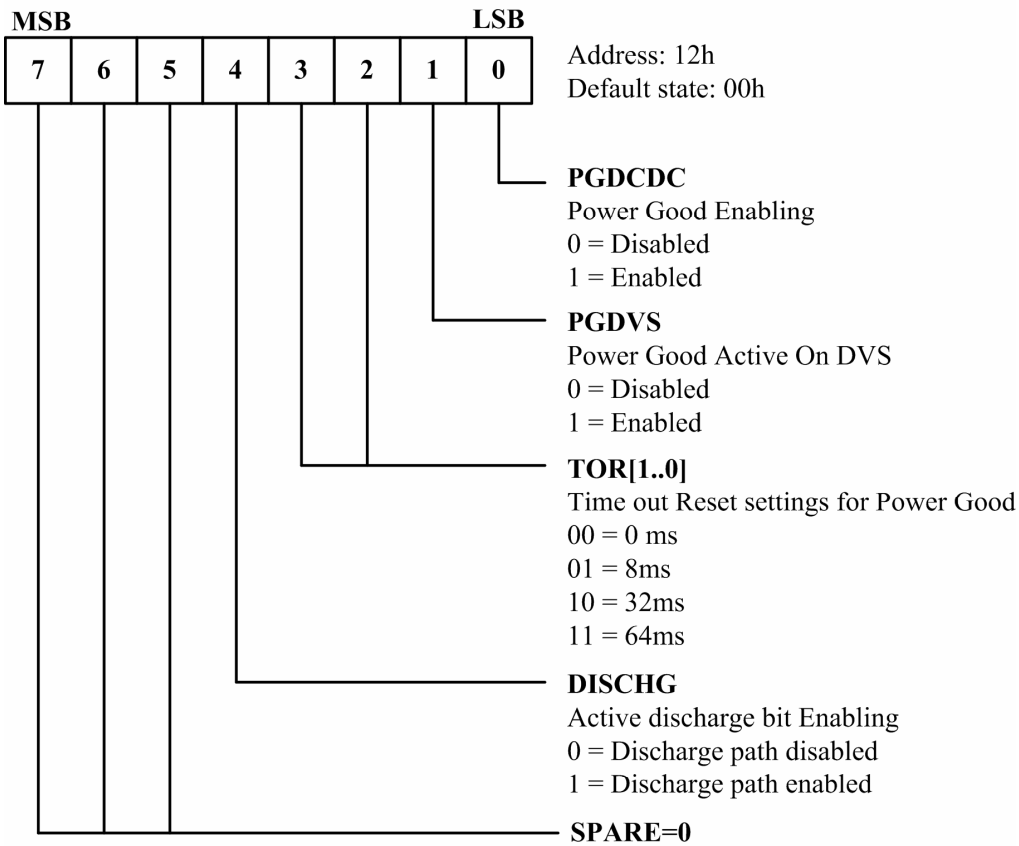 MSB LSB
7 6 5 4 3 2 1 0
Address: 12h
Default state: 00h
PGDCDC
Power Good Enabling
0 = Disabled
1 = Enabled
PGDVS
Power Good Active On DVS
0 = Disabled
1 = Enabled
TOR[1..0]
Time out Reset settings for Power Good
00 = 0 ms
01 = 8ms
10 = 32ms
11 = 64ms
DISCHG
Active discharge bit Enabling
0 = Discharge path disabled
1 = Discharge path enabled
SPARE=0